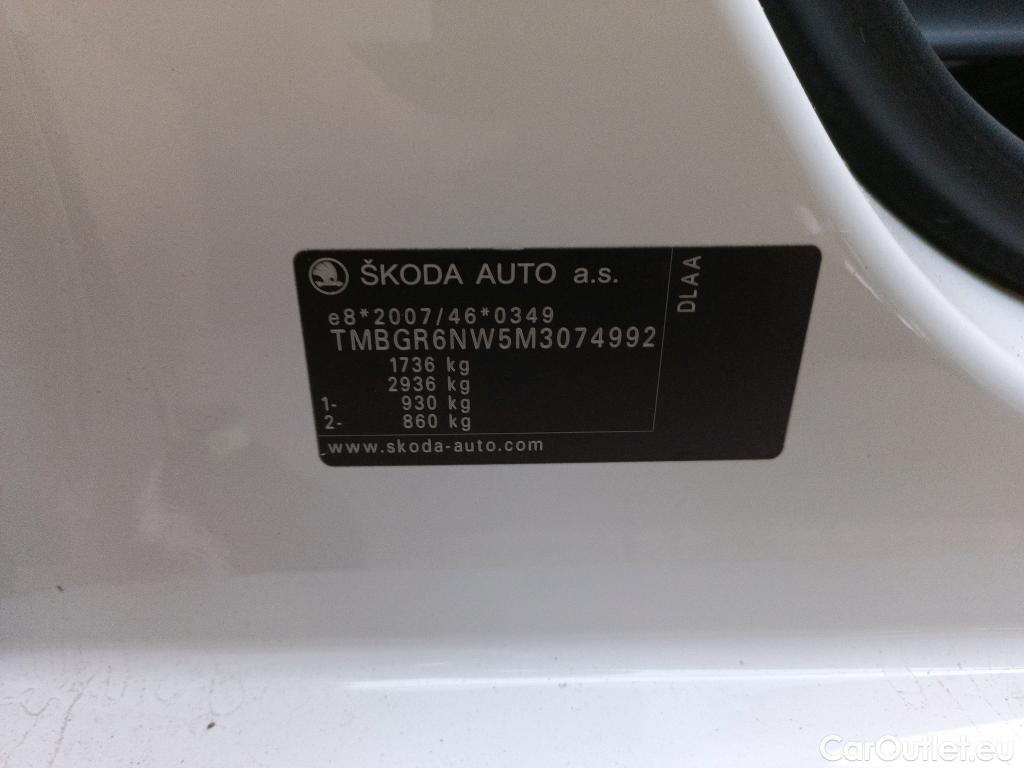 ŠKODA AUTO a.s.
e8*2007/46*0349
TMBGR6NW5M3074992
1736 kg
2936 kg
1- 930 kg
2- 860 kg
www.skoda-auto.com
DLAA
CarOutlet.eu